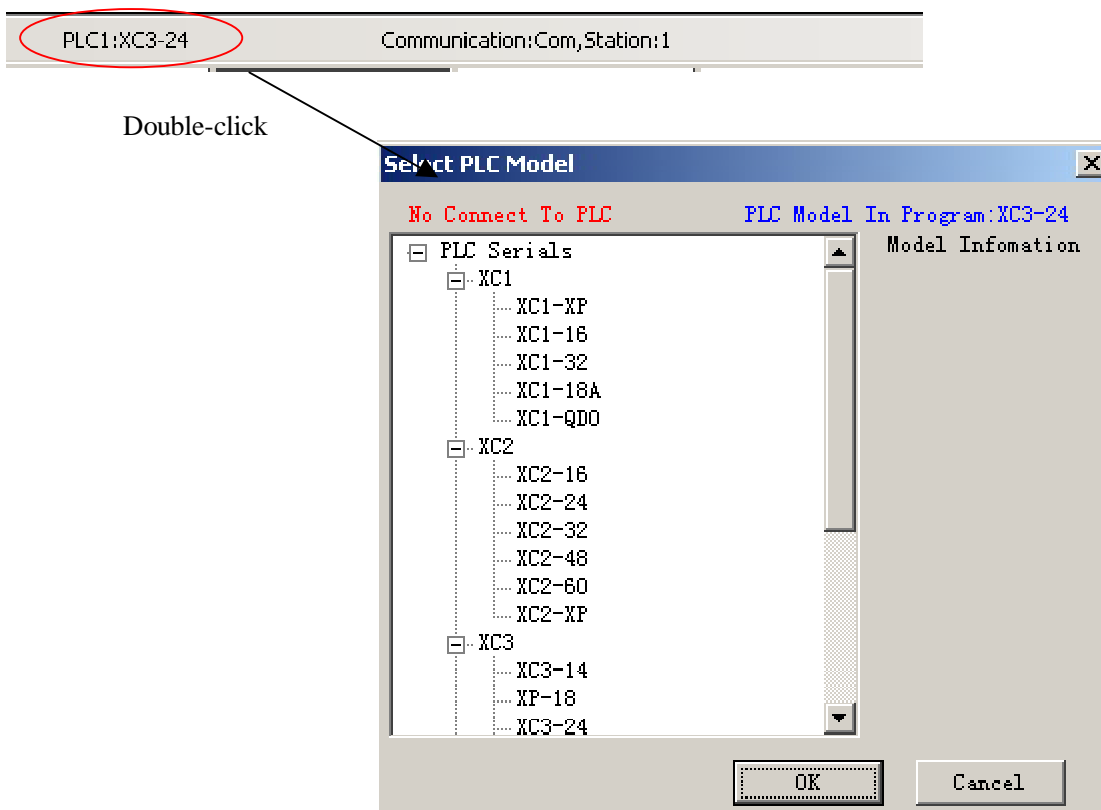 PLC1:XC3-24 Communication:Com,Station:1
Double-click
Select PLC Model
No Connect To PLC PLC Model In Program:XC3-24
PLC Serials Model Infomation
XC1
XC1-XP
XC1-16
XC1-32
XC1-18A
XC1-QDO
XC2
XC2-16
XC2-24
XC2-32
XC2-48
XC2-60
XC2-XP
XC3
XC3-14
XP-18
XC3-24
OK Cancel